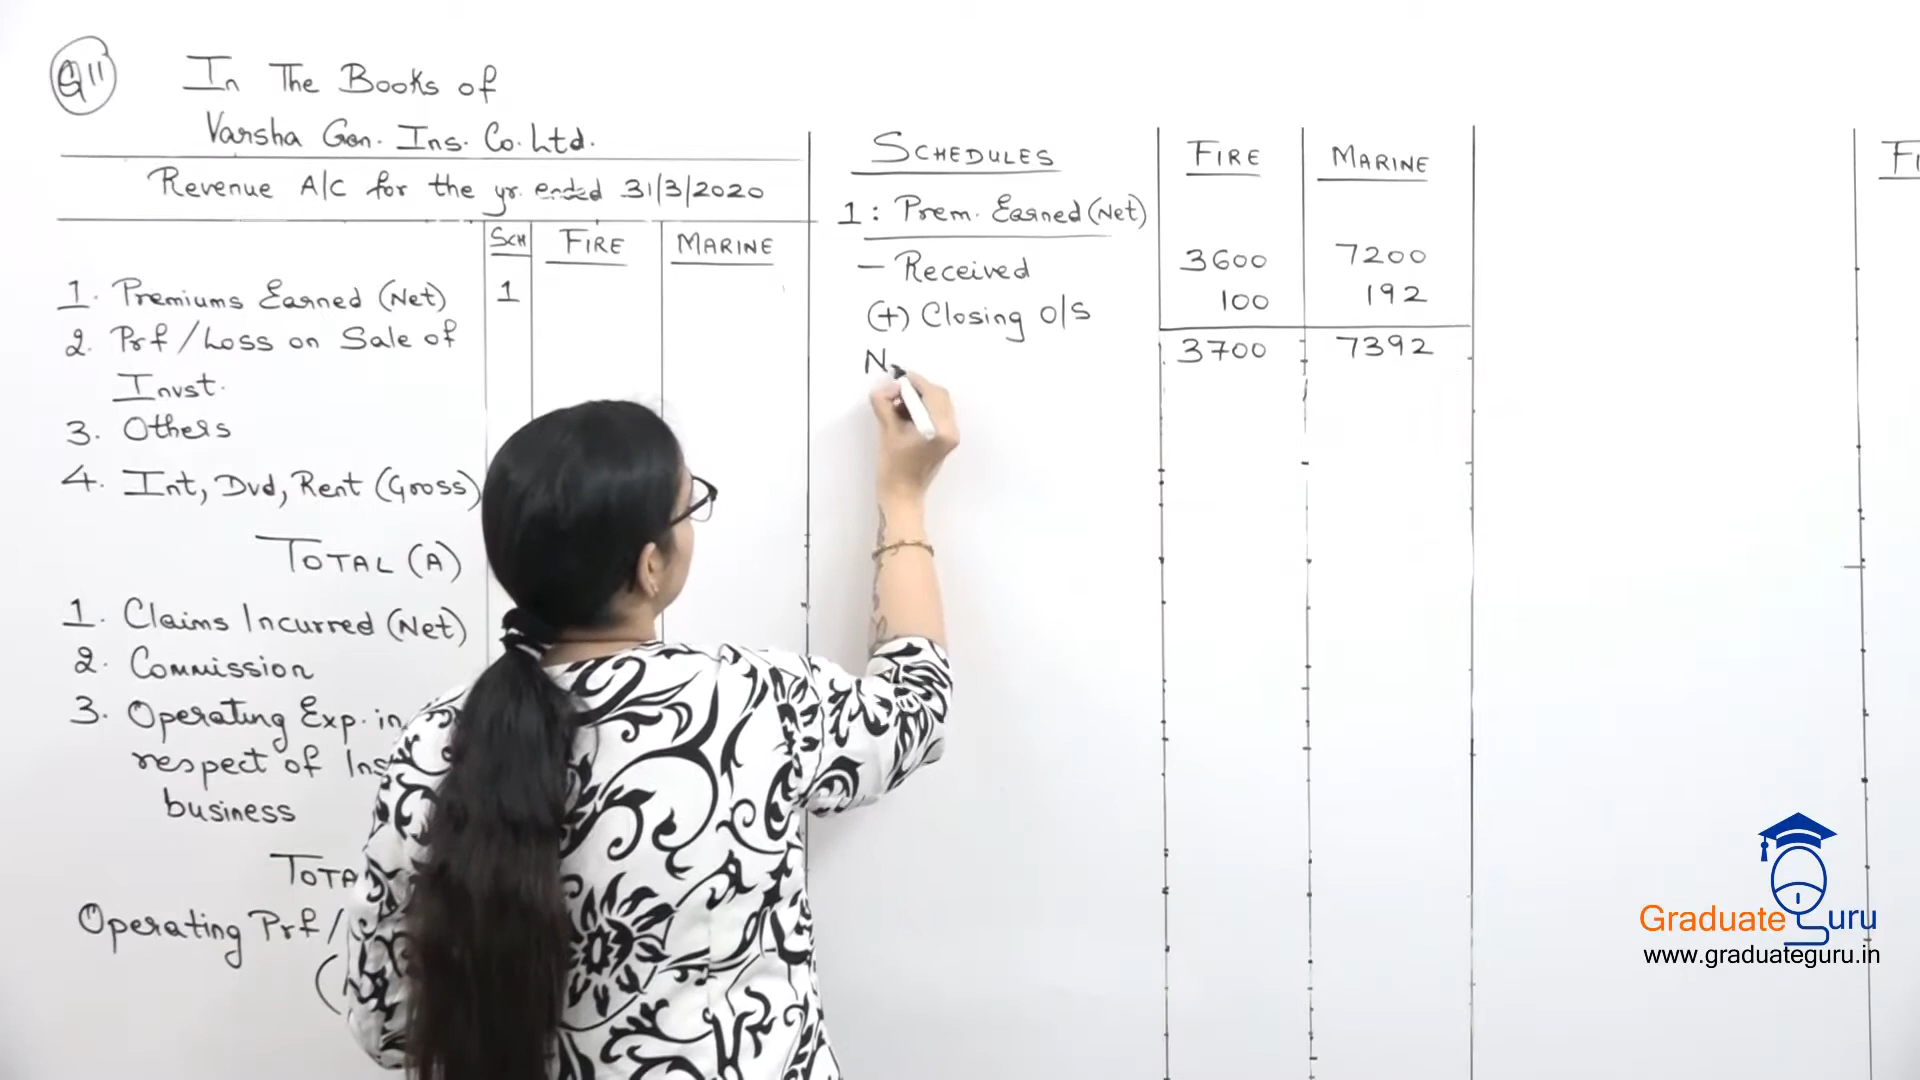 Q11
In The Books of
Varsha Gen. Ins. Co. Ltd.
Revenue A/C for the yr. ended 31/3/2020
SCH FIRE MARINE
1. Premiums Earned (Net) 1
2. Prf / Loss on Sale of
Invst.
3. Others
4. Int, Dvd, Rent (Gross)
TOTAL (A)
1. Claims Incurred (Net)
2. Commission
3. Operating Exp. in
respect of Ins
business
TOTA
Operating Prf /
SCHEDULES FIRE MARINE
1: Prem. Earned (Net)
— Received 3600 7200
(+) Closing O/S 100 192
3700 7392
N
FI
Graduate Guru
www.graduateguru.in